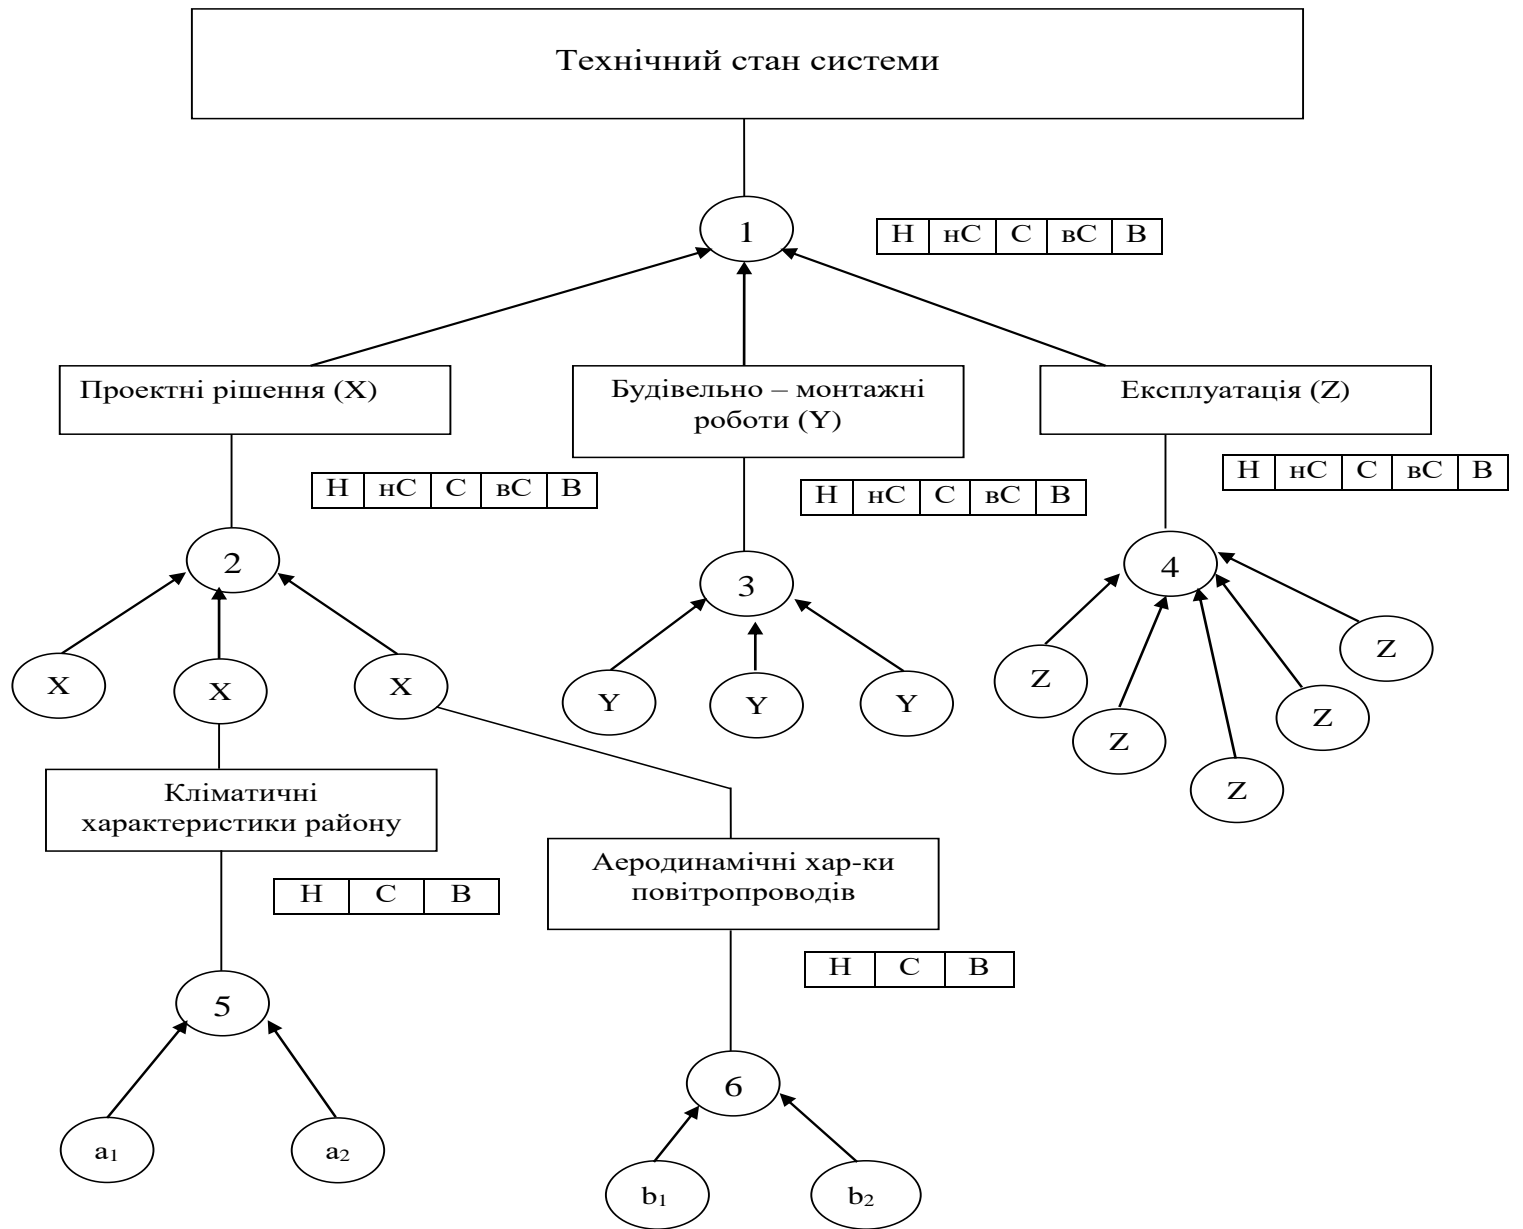 Технічний стан системи
1
Н нС С вС В
Проектні рішення (X)
Будівельно – монтажні
роботи (Y)
Експлуатація (Z)
Н нС С вС В
Н нС С вС В
Н нС С вС В
2
3
4
X
X
X
Y
Y
Y
Z
Z
Z
Z
Z
Кліматичні
характеристики району
Аеродинамічні хар-ки
повітропроводів
Н С В
Н С В
5
6
a₁
a₂
b₁
b₂